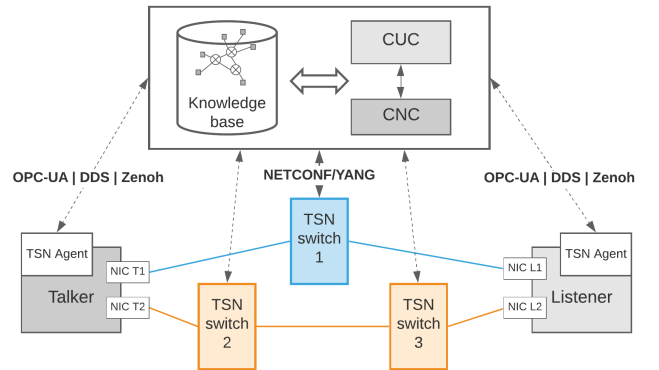 CUC
Knowledge
base
CNC
OPC-UA | DDS | Zenoh
NETCONF/YANG
OPC-UA | DDS | Zenoh
TSN Agent
Talker
NIC T1
NIC T2
TSN
switch
1
TSN
switch
2
TSN
switch
3
NIC L1
NIC L2
TSN Agent
Listener